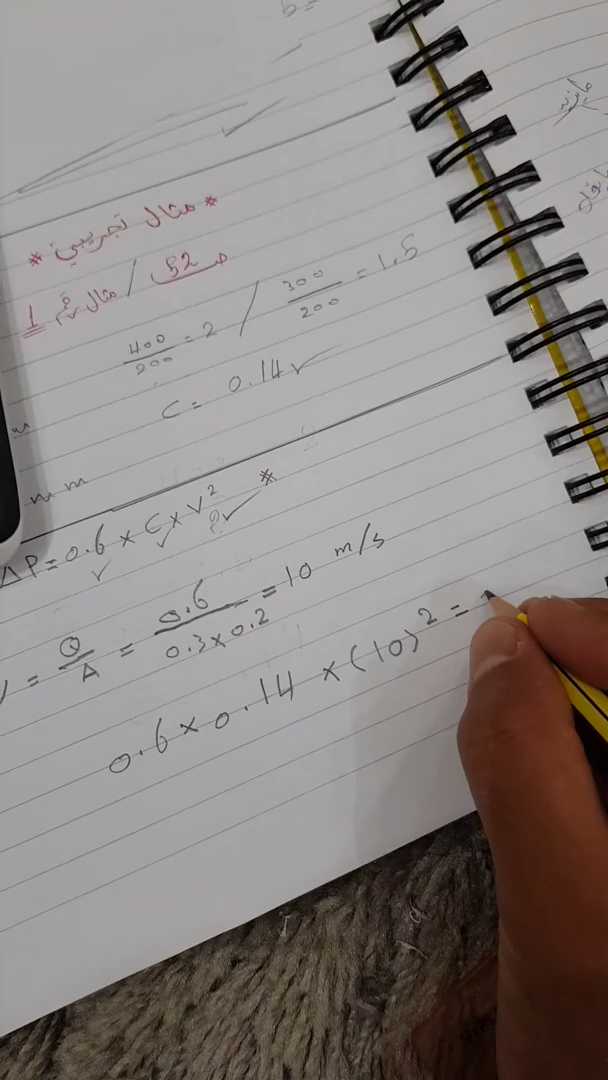 * مثال تجريبي *
ص 52 / مثال رقم 1
400/200 = 2 / 300/200 = 1.5
C = 0.14 ✓
ΔP = 0.6 × C × V² *
✓ ✓ ?✓
V = Q/A = 0.6/(0.3 × 0.2) = 10 m/s
0.6 × 0.14 × (10)² =